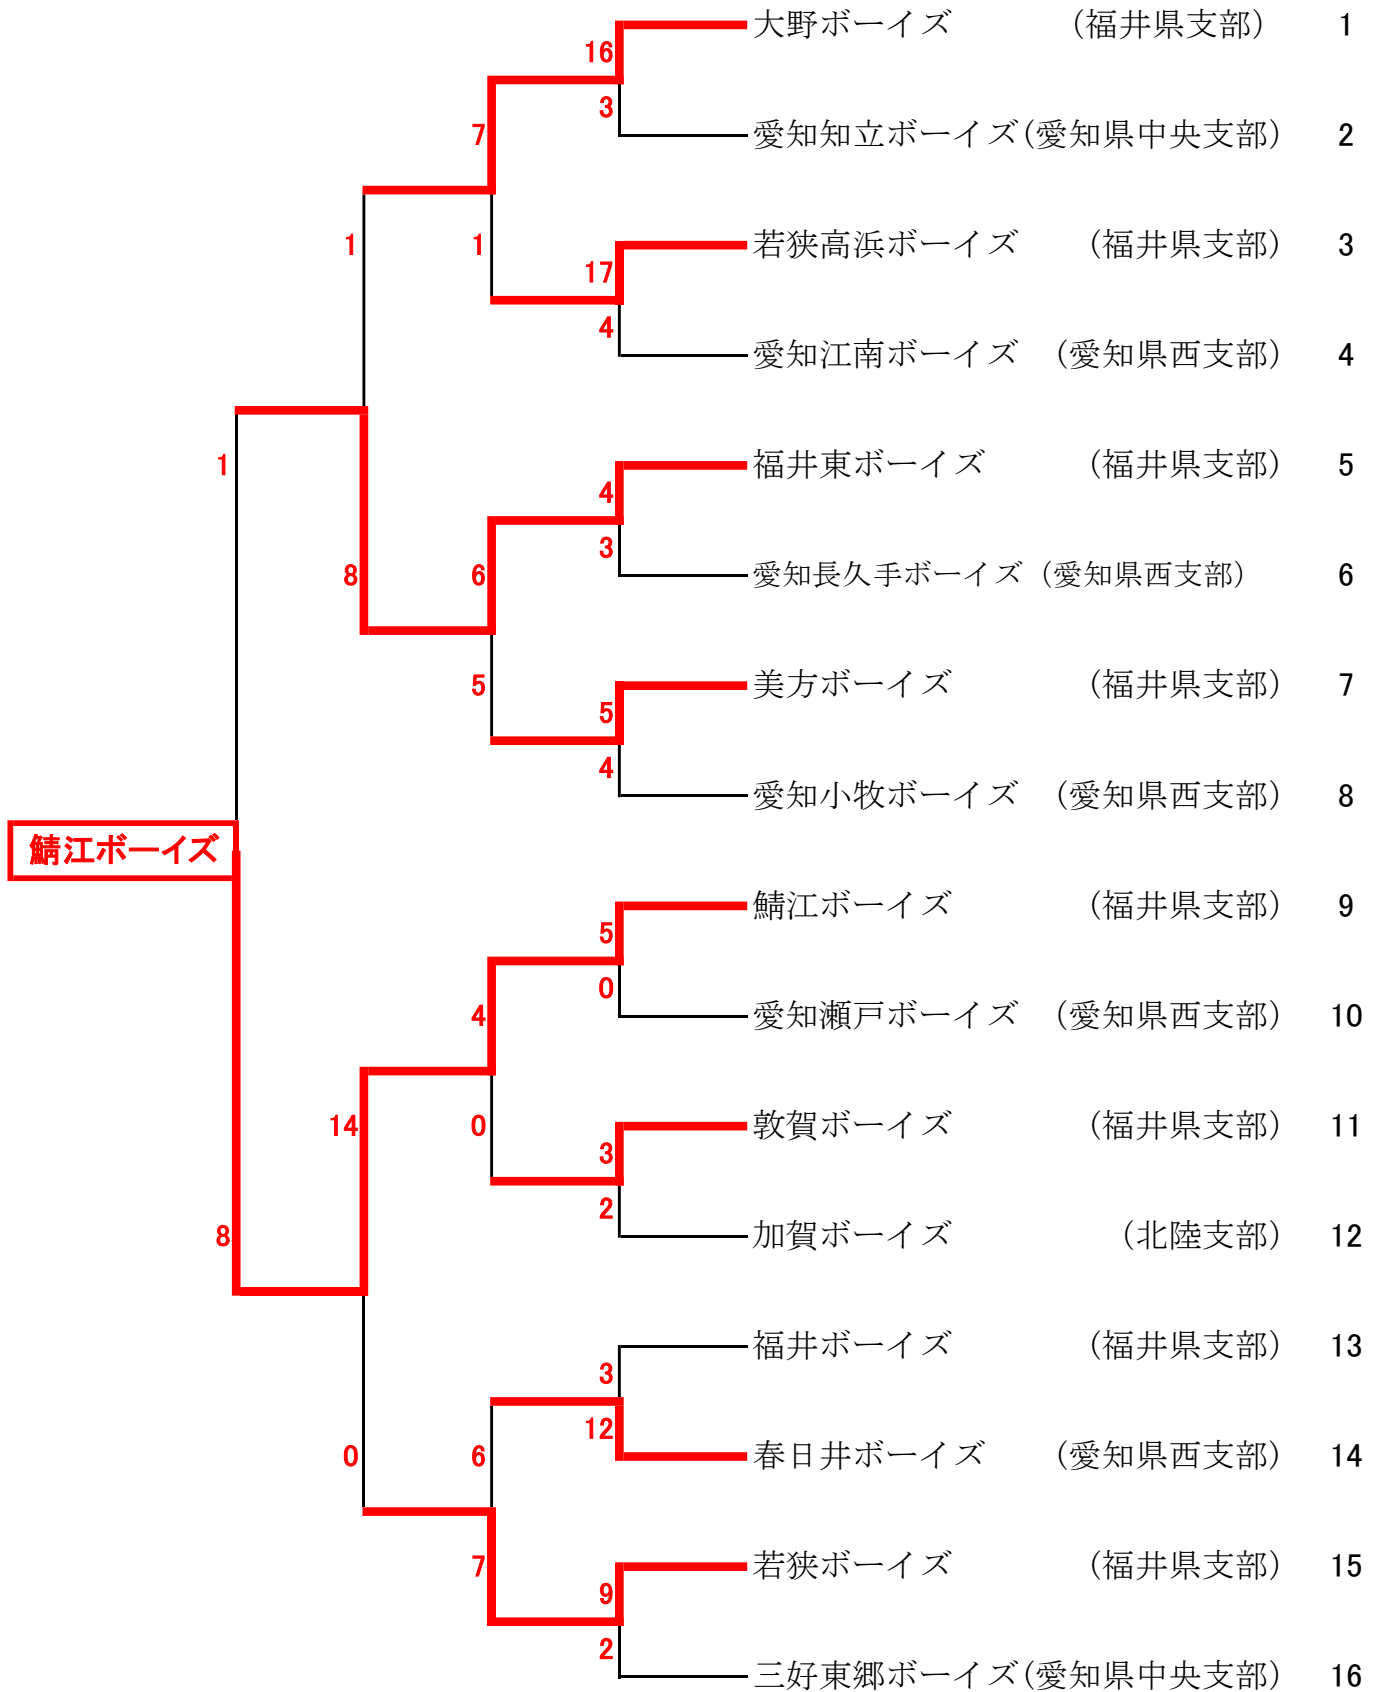 大野ボーイズ (福井県支部) 1
16
3
7
愛知知立ボーイズ(愛知県中央支部) 2
1
1
若狭高浜ボーイズ (福井県支部) 3
17
4
愛知江南ボーイズ (愛知県西支部) 4
1
福井東ボーイズ (福井県支部) 5
4
3
8
6
愛知長久手ボーイズ (愛知県西支部) 6
5
美方ボーイズ (福井県支部) 7
5
4
愛知小牧ボーイズ (愛知県西支部) 8
鯖江ボーイズ
鯖江ボーイズ (福井県支部) 9
5
0
4
愛知瀬戸ボーイズ (愛知県西支部) 10
14
0
敦賀ボーイズ (福井県支部) 11
3
2
8
加賀ボーイズ (北陸支部) 12
福井ボーイズ (福井県支部) 13
3
12
0
6
春日井ボーイズ (愛知県西支部) 14
7
若狭ボーイズ (福井県支部) 15
9
2
三好東郷ボーイズ(愛知県中央支部) 16